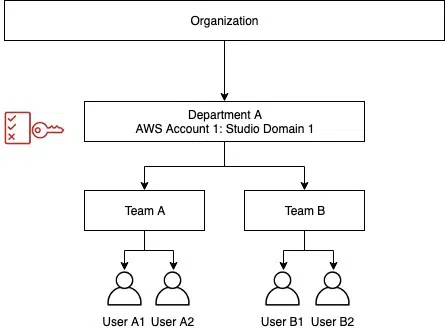 Organization
Department A
AWS Account 1: Studio Domain 1
Team A
Team B
User A1
User A2
User B1
User B2